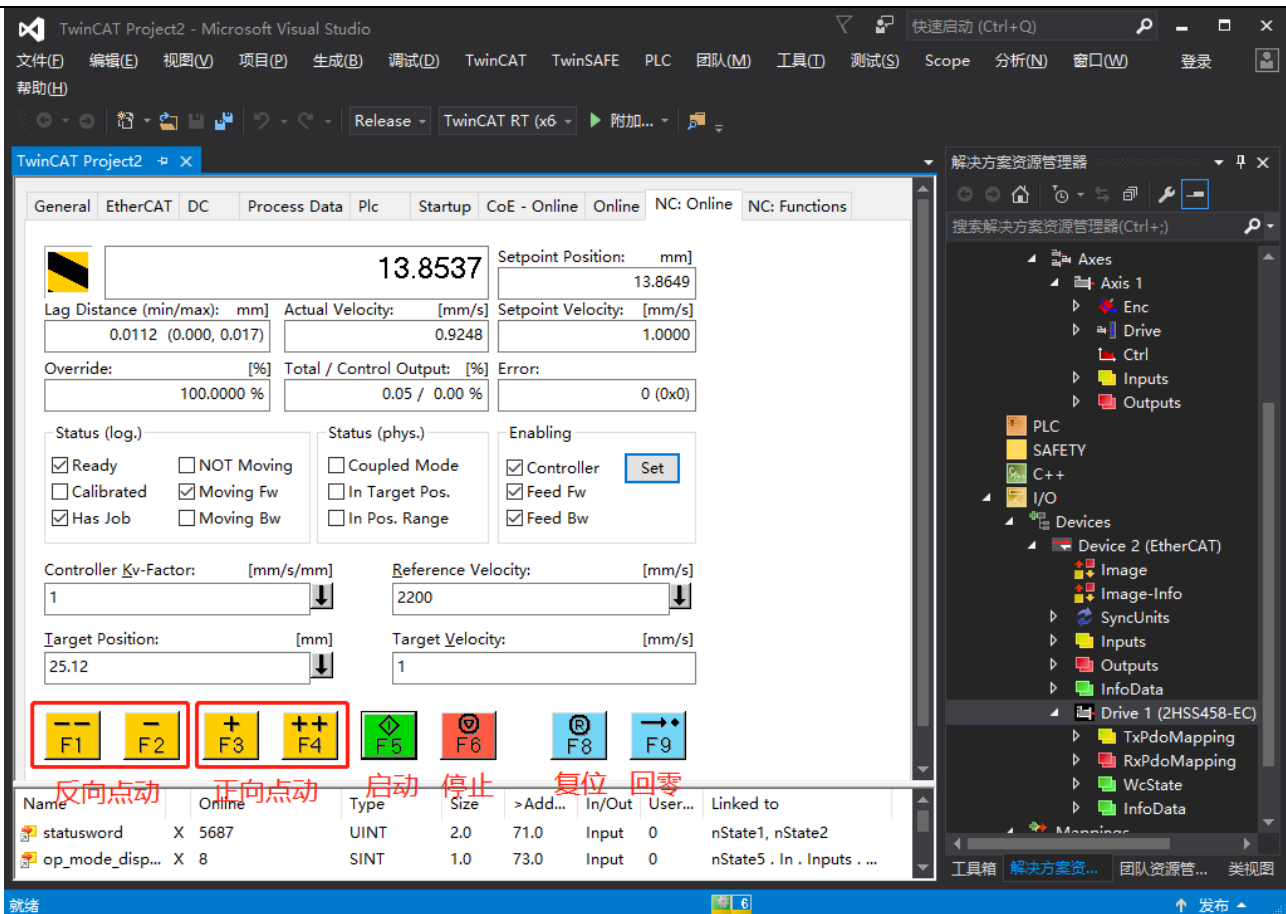 TwinCAT Project2 - Microsoft Visual Studio
快速启动 (Ctrl+Q)
文件(F) 编辑(E) 视图(V) 项目(P) 生成(B) 调试(D) TwinCAT TwinSAFE PLC 团队(M) 工具(T) 测试(S) Scope 分析(N) 窗口(W) 登录
帮助(H)
Release TwinCAT RT (x6 附加...
TwinCAT Project2
General EtherCAT DC Process Data Plc Startup CoE - Online Online NC: Online NC: Functions
13.8537
Setpoint Position: mm]
13.8649
Lag Distance (min/max): mm] Actual Velocity: [mm/s] Setpoint Velocity: [mm/s]
0.0112 (0.000, 0.017) 0.9248 1.0000
Override: [%] Total / Control Output: [%] Error:
100.0000 % 0.05 / 0.00 % 0 (0x0)
Status (log.) Status (phys.) Enabling
Ready NOT Moving Coupled Mode Controller Set
Calibrated Moving Fw In Target Pos. Feed Fw
Has Job Moving Bw In Pos. Range Feed Bw
Controller Kv-Factor: [mm/s/mm] Reference Velocity: [mm/s]
1 2200
Target Position: [mm] Target Velocity: [mm/s]
25.12 1
-- - + ++ R
F1 F2 F3 F4 F5 F6 F8 F9
反向点动 正向点动 启动 停止 复位 回零
Name Online Type Size >Add... In/Out User... Linked to
statusword X 5687 UINT 2.0 71.0 Input 0 nState1, nState2
op_mode_disp... X 8 SINT 1.0 73.0 Input 0 nState5 . In . Inputs . ...
解决方案资源管理器
搜索解决方案资源管理器(Ctrl+;)
Axes
Axis 1
Enc
Drive
Ctrl
Inputs
Outputs
PLC
SAFETY
C++
I/O
Devices
Device 2 (EtherCAT)
Image
Image-Info
SyncUnits
Inputs
Outputs
InfoData
Drive 1 (2HSS458-EC)
TxPdoMapping
RxPdoMapping
WcState
InfoData
Mappings
工具箱 解决方案资... 团队资源管... 类视图
就绪 6 发布